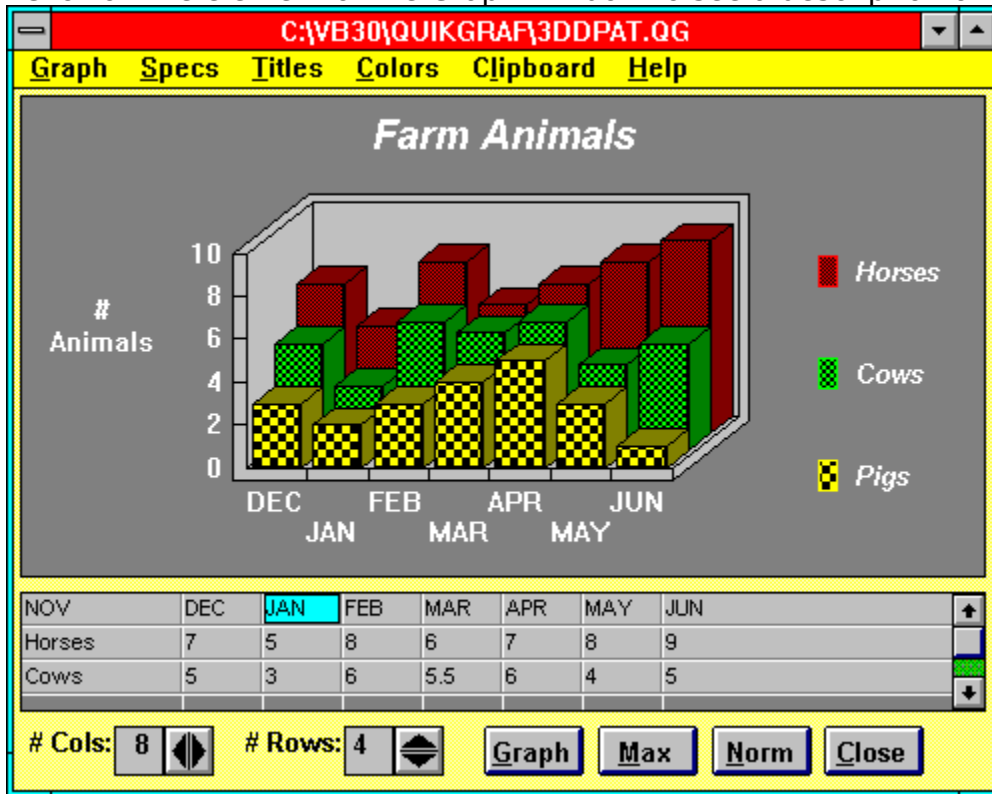 C:\VB30\QUIKGRAF\3DDPAT.QG
Graph Specs Titles Colors Clipboard Help
Farm Animals
10
8
6
4
2
0
#
Animals
Horses
Cows
Pigs
DEC FEB APR JUN
JAN MAR MAY
NOV DEC JAN FEB MAR APR MAY JUN
Horses 7 5 8 6 7 8 9
Cows 5 3 6 5.5 6 4 5
# Cols: 8 # Rows: 4 Graph Max Norm Close